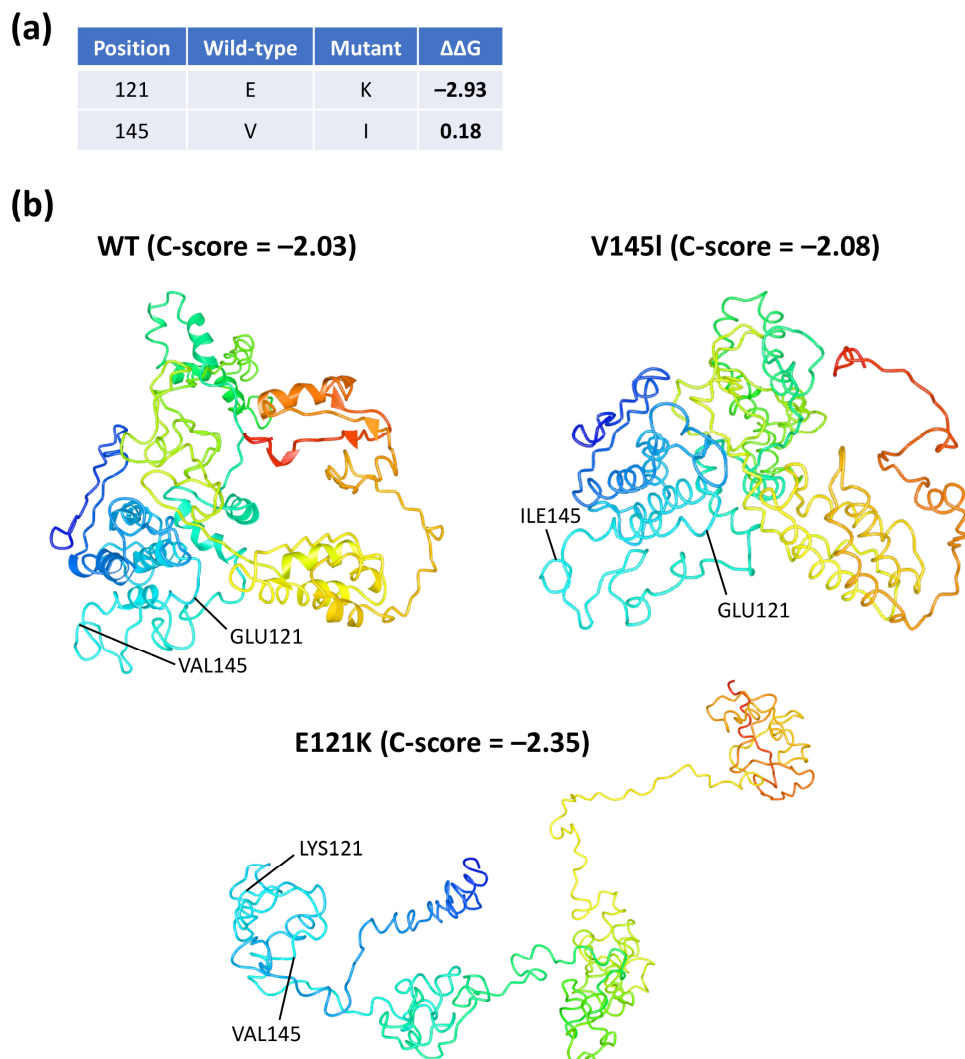 (a)
Position Wild-type Mutant ΔΔG
121 E K –2.93
145 V I 0.18
(b)
WT (C-score = –2.03)
V145I (C-score = –2.08)
ILE145
GLU121
GLU121
VAL145
E121K (C-score = –2.35)
LYS121
VAL145